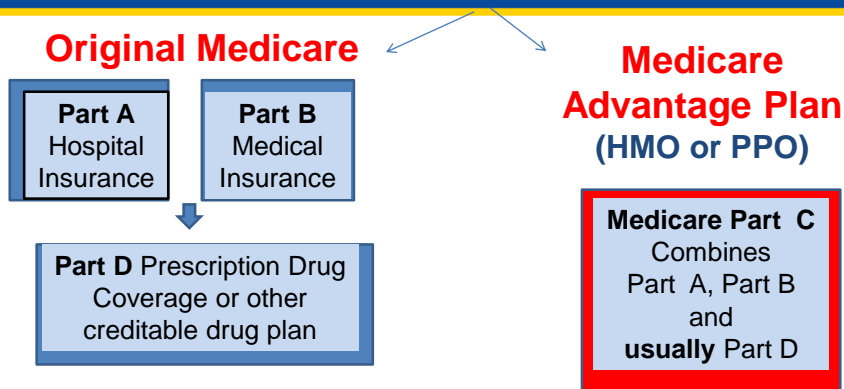 Original Medicare
Part A
Hospital
Insurance
Part B
Medical
Insurance
Part D Prescription Drug
Coverage or other
creditable drug plan
Medicare
Advantage Plan
(HMO or PPO)
Medicare Part C
Combines
Part A, Part B
and
usually Part D